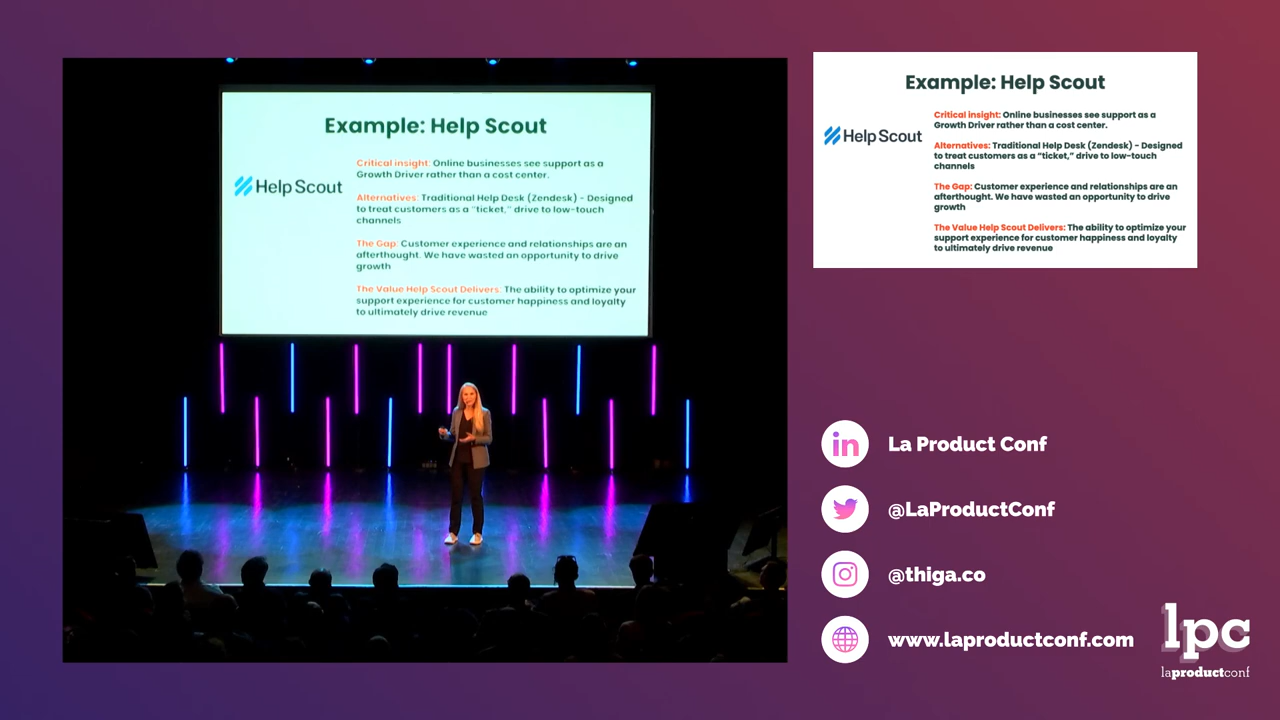 Example: Help Scout
Help Scout
Critical insight: Online businesses see support as a
Growth Driver rather than a cost center.
Alternatives: Traditional Help Desk (Zendesk) - Designed
to treat customers as a "ticket," drive to low-touch
channels
The Gap: Customer experience and relationships are an
afterthought. We have wasted an opportunity to drive
growth
The Value Help Scout Delivers: The ability to optimize your
support experience for customer happiness and loyalty
to ultimately drive revenue
Example: Help Scout
Help Scout
Critical insight: Online businesses see support as a
Growth Driver rather than a cost center.
Alternatives: Traditional Help Desk (Zendesk) - Designed
to treat customers as a “ticket,” drive to low-touch
channels
The Gap: Customer experience and relationships are an
afterthought. We have wasted an opportunity to drive
growth
The Value Help Scout Delivers: The ability to optimize your
support experience for customer happiness and loyalty
to ultimately drive revenue
in La Product Conf
@LaProductConf
@thiga.co
www.laproductconf.com
lpc
laproductconf